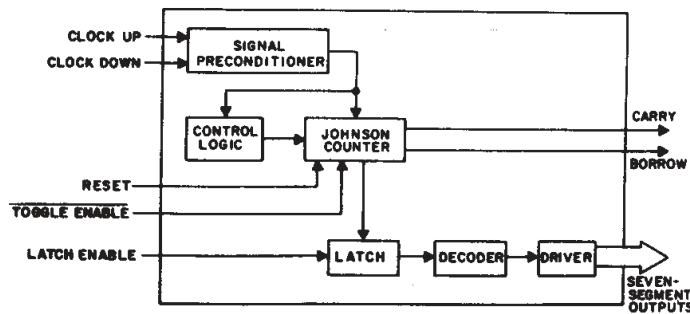 CLOCK UP
CLOCK DOWN
SIGNAL
PRECONDITIONER
CONTROL
LOGIC
JOHNSON
COUNTER
CARRY
BORROW
RESET
TOGGLE ENABLE
LATCH ENABLE
LATCH
DECODER
DRIVER
SEVEN-
SEGMENT
OUTPUTS